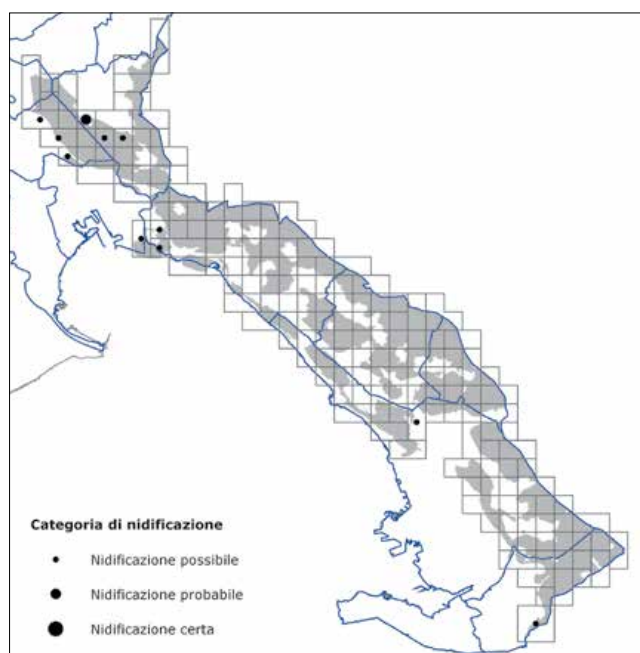 Categoria di nidificazione
Nidificazione possibile
Nidificazione probabile
Nidificazione certa